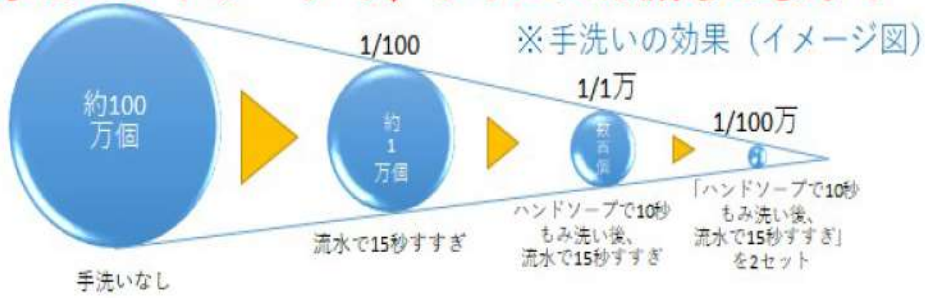 ※手洗いの効果（イメージ図）
約100
万個
手洗いなし
1/100
約
1
万個
流水で15秒すすぎ
1/1万
数百個
ハンドソープで10秒
もみ洗い後、
流水で15秒すすぎ
1/100万
「ハンドソープで10秒
もみ洗い後、
流水で15秒すすぎ」
を2セット